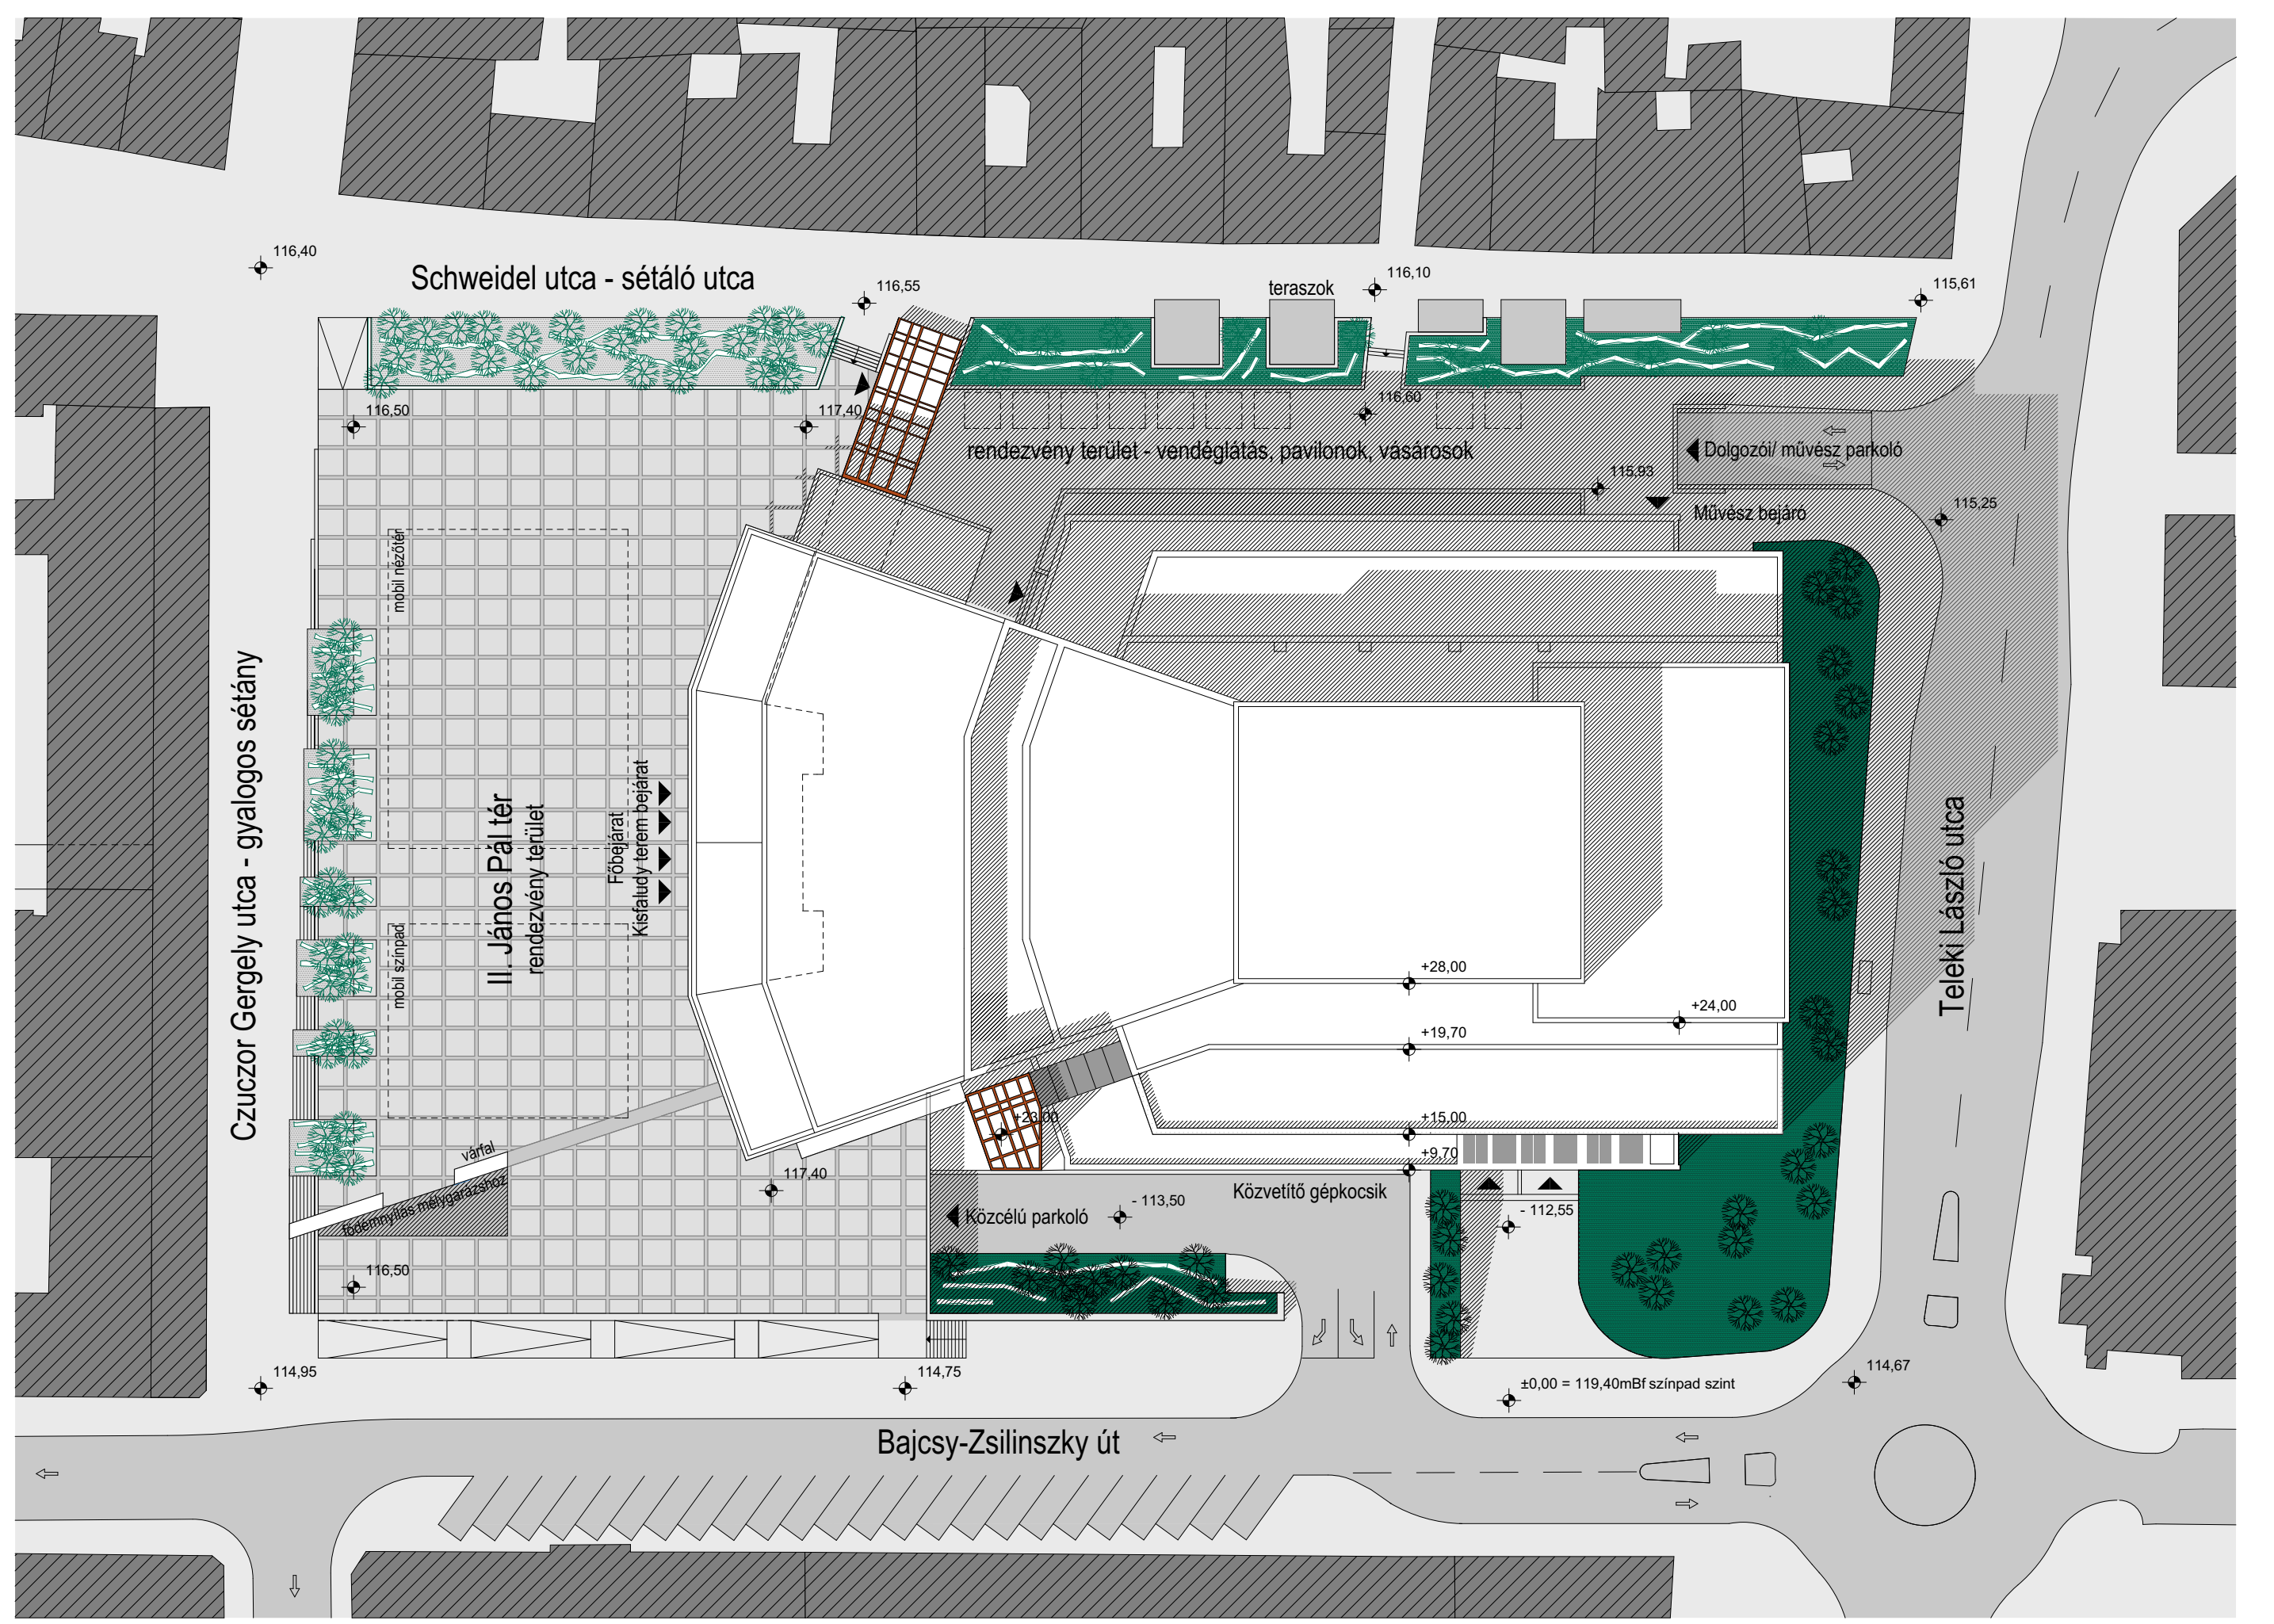 116,40
Schweidel utca - sétáló utca
116,55
teraszok
116,10
115,61
116,50
117,40
116,60
rendezvény terület - vendéglátás, pavilonok, vásárosok
Dolgozói/ művész parkoló
115,93
Művész bejáró
115,25
mobil nézőtér
Czuczor Gergely utca - gyalogos sétány
III. János Pál tér
rendezvény terület
Főbejárat
Kisfaludy terem bejárat
mobil színpad
Teleki László utca
+28,00
+24,00
+19,70
+23,00
+15,00
+9,70
várfal
födémnyílás mélygarázshoz
117,40
Közvetítő gépkocsik
- 113,50
Közcélú parkoló
- 112,55
116,50
114,95
114,75
114,67
±0,00 = 119,40mBf színpad szint
Bajcsy-Zsilinszky út